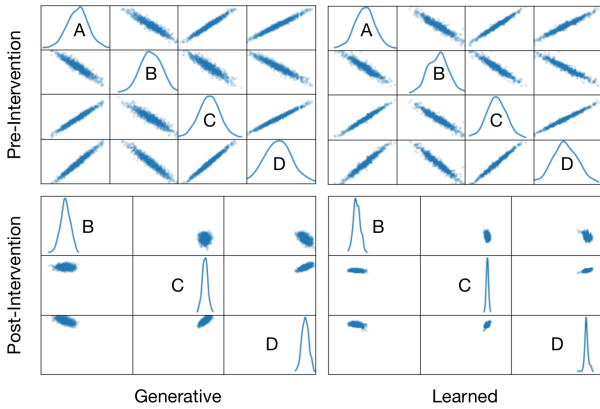 Pre-Intervention
A
B
C
D
A
B
C
D
Post-Intervention
B
C
D
B
C
D
Generative
Learned